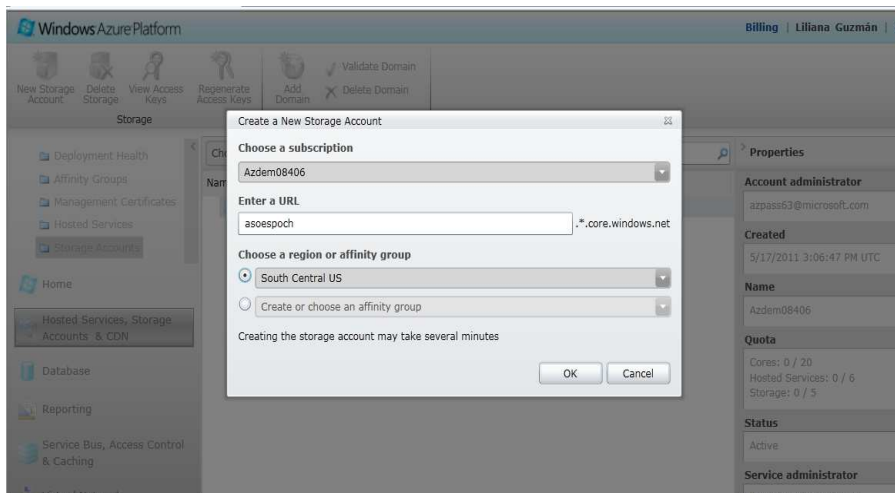 Windows Azure Platform
Billing | Liliana Guzmán |
New Storage Account
Delete Storage
View Access Keys
Regenerate Access Keys
Add Domain
Validate Domain
Delete Domain
Storage
Deployment Health
Affinity Groups
Management Certificates
Hosted Services
Storage Accounts
Home
Hosted Services, Storage Accounts & CDN
Database
Reporting
Service Bus, Access Control & Caching
Create a New Storage Account
Choose a subscription
Azdem08406
Enter a URL
asoespoch
.*.core.windows.net
Choose a region or affinity group
South Central US
Create or choose an affinity group
Creating the storage account may take several minutes
OK
Cancel
Properties
Account administrator
azpass63@microsoft.com
Created
5/17/2011 3:06:47 PM UTC
Name
Azdem08406
Quota
Cores: 0 / 20
Hosted Services: 0 / 6
Storage: 0 / 5
Status
Active
Service administrator